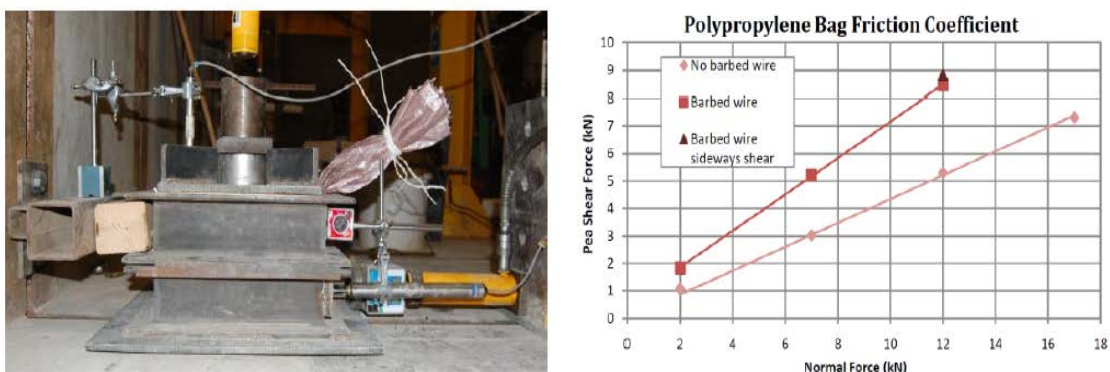 Polypropylene Bag Friction Coefficient
10
9
8
7
6
5
4
3
2
1
0
Pea Shear Force (kN)
No barbed wire
Barbed wire
Barbed wire
sideways shear
0 2 4 6 8 10 12 14 16 18
Normal Force (kN)